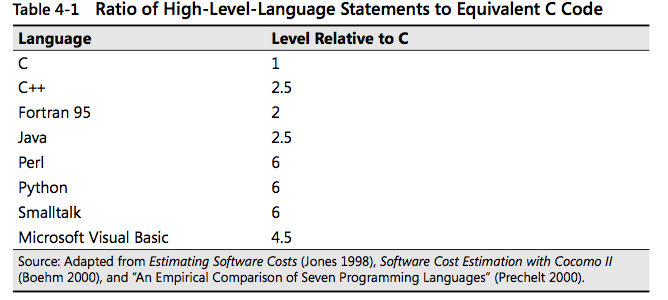 Table 4-1 Ratio of High-Level-Language Statements to Equivalent C Code
Language Level Relative to C
C 1
C++ 2.5
Fortran 95 2
Java 2.5
Perl 6
Python 6
Smalltalk 6
Microsoft Visual Basic 4.5
Source: Adapted from Estimating Software Costs (Jones 1998), Software Cost Estimation with Cocomo II
(Boehm 2000), and “An Empirical Comparison of Seven Programming Languages” (Prechelt 2000).